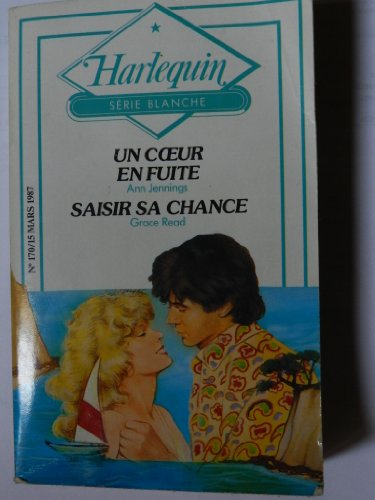 Harlequin
SÉRIE BLANCHE
UN CŒUR
EN FUITE
Ann Jennings
SAISIR SA CHANCE
Grace Read
N° 170/15 MARS 1987